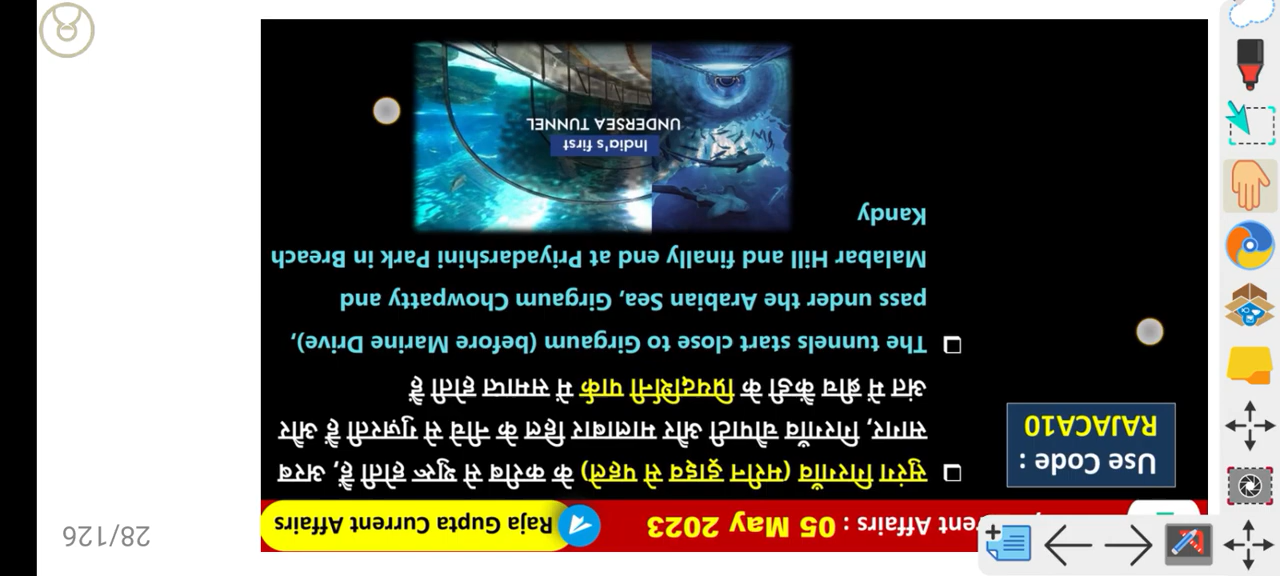 rent Affairs : 05 May 2023
Raja Gupta Current Affairs
Use Code :
RAJACA10
❑ सुरंग गिरगाँव (मरीन ड्राइव से पहले) के करीब से शुरू होती हैं, अरब
सागर, गिरगाँव चौपाटी और मालाबार हिल के नीचे से गुजरती हैं और
अंत में ब्रीच कैंडी के प्रियदर्शिनी पार्क में समाप्त होती हैं
❑ The tunnels start close to Girgaum (before Marine Drive),
pass under the Arabian Sea, Girgaum Chowpatty and
Malabar Hill and finally end at Priyadarshini Park in Breach
Kandy
India's first
UNDERSEA TUNNEL
28/126